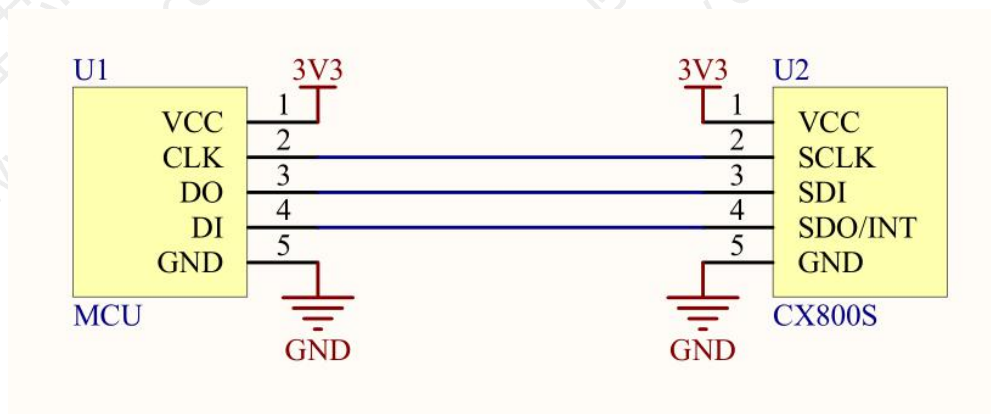 U1
3V3
3V3
U2
VCC 1
1 VCC
CLK 2
2 SCLK
DO 3
3 SDI
DI 4
4 SDO/INT
GND 5
5 GND
MCU
CX800S
GND
GND